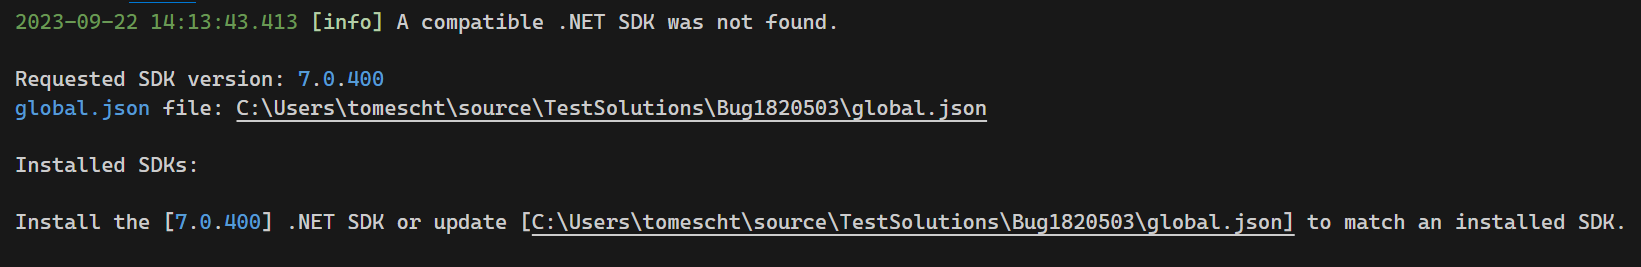 2023-09-22 14:13:43.413 [info] A compatible .NET SDK was not found.
Requested SDK version: 7.0.400
global.json file: C:\Users\tomescht\source\TestSolutions\Bug1820503\global.json
Installed SDKs:
Install the [7.0.400] .NET SDK or update [C:\Users\tomescht\source\TestSolutions\Bug1820503\global.json] to match an installed SDK.